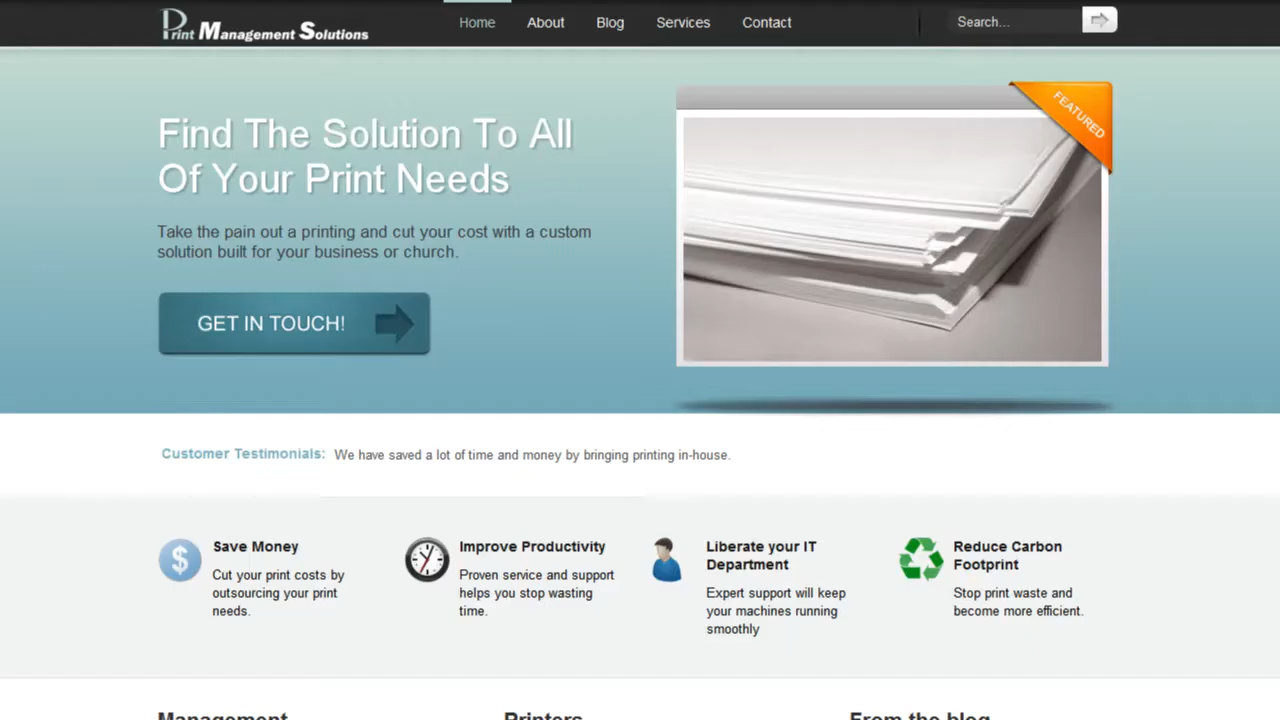 Print Management Solutions
Home About Blog Services Contact
Search...
FEATURED
Find The Solution To All
Of Your Print Needs
Take the pain out a printing and cut your cost with a custom
solution built for your business or church.
GET IN TOUCH!
Customer Testimonials: We have saved a lot of time and money by bringing printing in-house.
$
Save Money
Cut your print costs by
outsourcing your print
needs.
Improve Productivity
Proven service and support
helps you stop wasting
time.
Liberate your IT
Department
Expert support will keep
your machines running
smoothly
Reduce Carbon
Footprint
Stop print waste and
become more efficient.
Management
Printers
From the blog